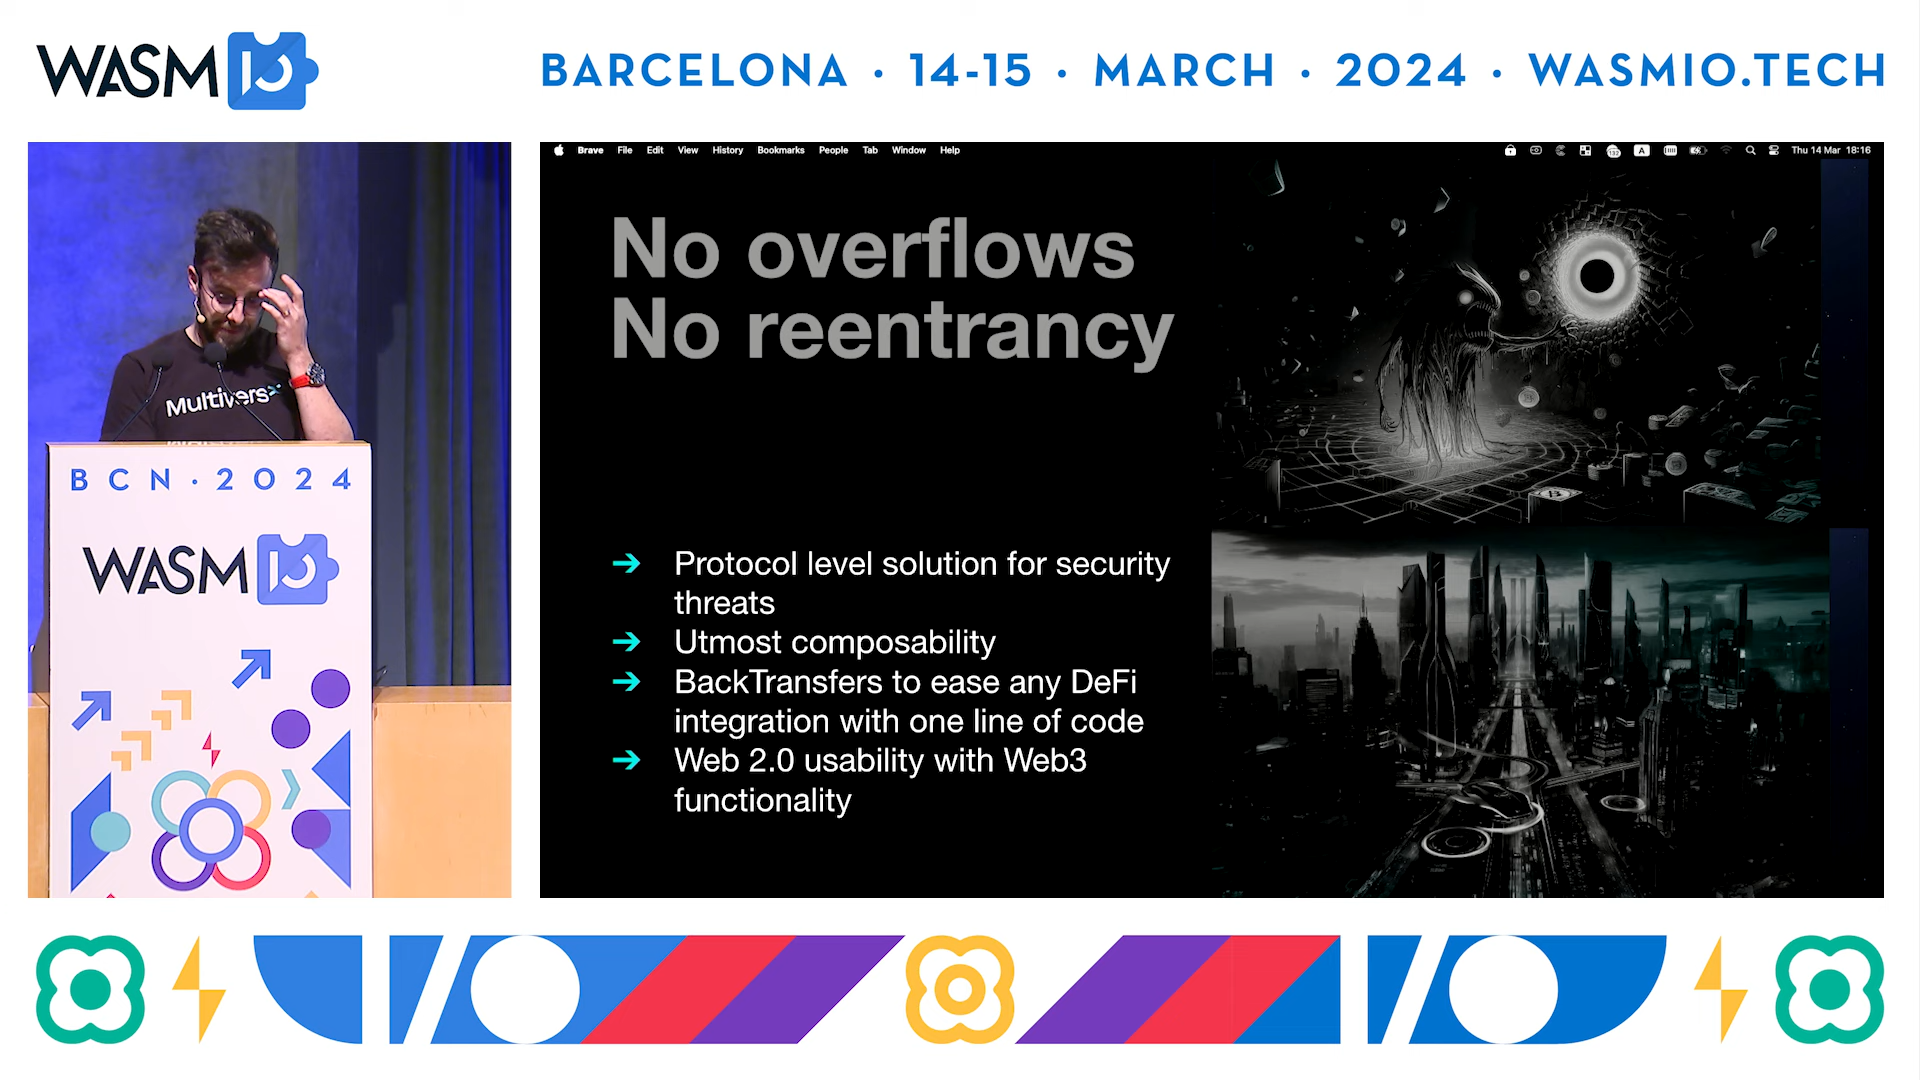 WASM IO
BARCELONA · 14-15 · MARCH · 2024 · WASMIO.TECH
Brave File Edit View History Bookmarks People Tab Window Help
A
Thu 14 Mar 18:16
No overflows
No reentrancy
➔ Protocol level solution for security
threats
➔ Utmost composability
➔ BackTransfers to ease any DeFi
integration with one line of code
➔ Web 2.0 usability with Web3
functionality
MultiversX
BCN·2024
WASM IO